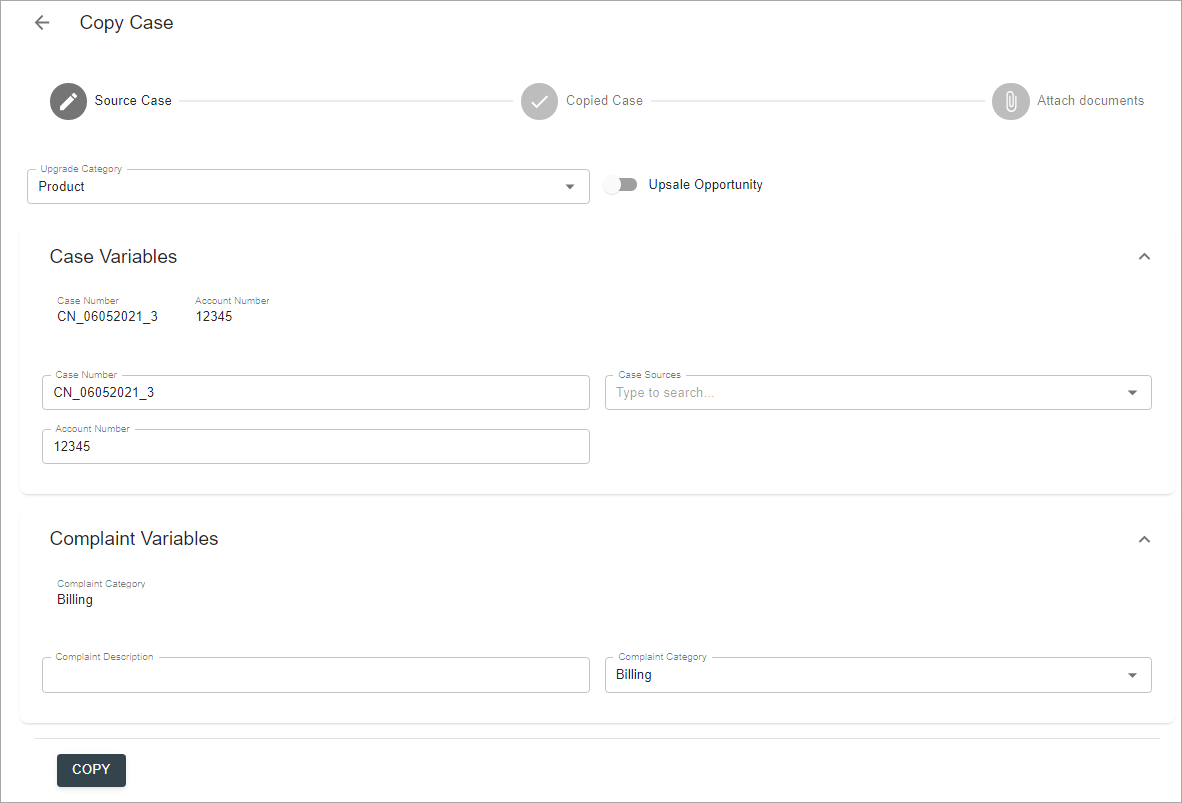 Copy Case
Source Case
Copied Case
Attach documents
Upgrade Category
Product
Upsale Opportunity
Case Variables
Case Number
Account Number
CN_06052021_3
12345
Case Number
CN_06052021_3
Case Sources
Type to search...
Account Number
12345
Complaint Variables
Complaint Category
Billing
Complaint Description
Complaint Category
Billing
COPY